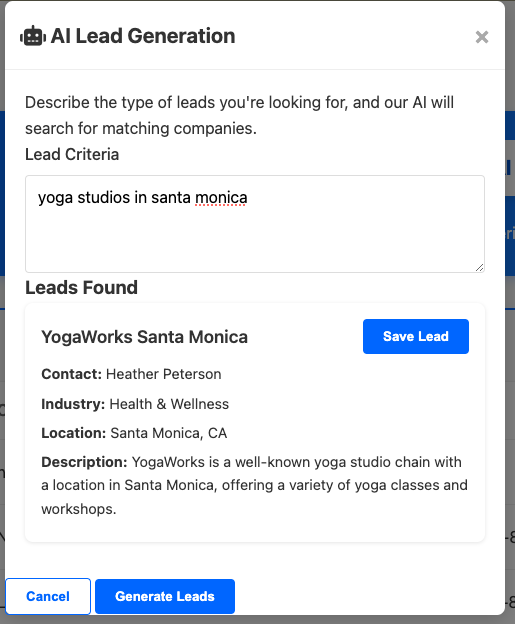 AI Lead Generation
×
Describe the type of leads you're looking for, and our AI will
search for matching companies.
Lead Criteria
yoga studios in santa monica
Leads Found
YogaWorks Santa Monica
Save Lead
Contact: Heather Peterson
Industry: Health & Wellness
Location: Santa Monica, CA
Description: YogaWorks is a well-known yoga studio chain with
a location in Santa Monica, offering a variety of yoga classes and
workshops.
Cancel
Generate Leads